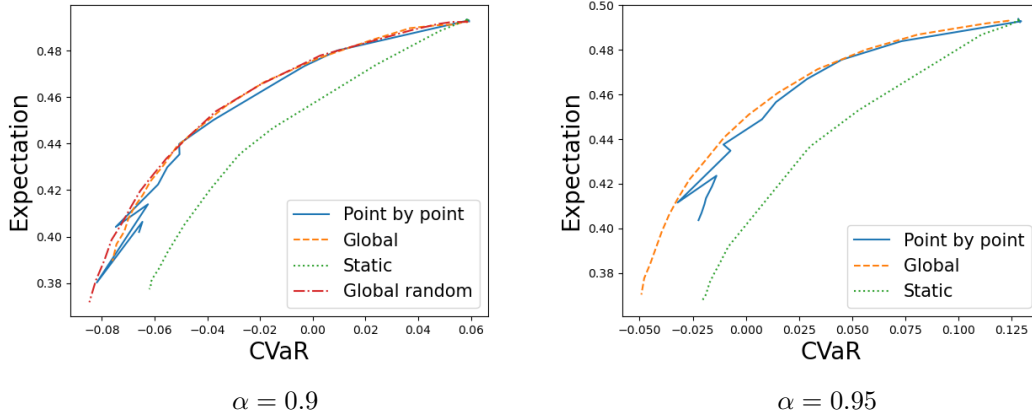 0.48
0.46
0.44
0.42
0.40
0.38
Expectation
−0.08
−0.06
−0.04
−0.02
0.00
0.02
0.04
0.06
CVaR
Point by point
Global
Static
Global random
α = 0.9
0.50
0.48
0.46
0.44
0.42
0.40
0.38
Expectation
−0.050
−0.025
0.000
0.025
0.050
0.075
0.100
0.125
CVaR
Point by point
Global
Static
α = 0.95